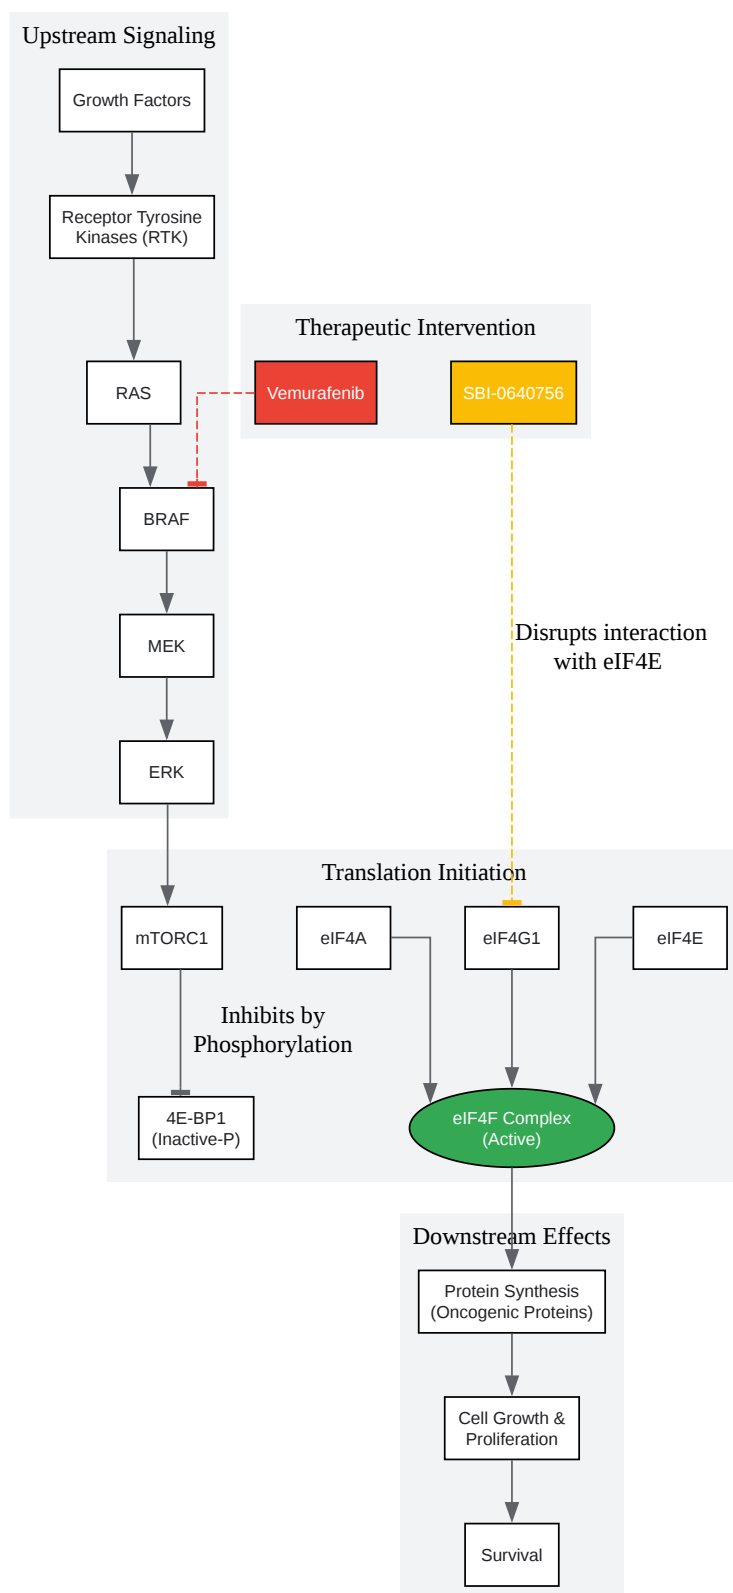 Upstream Signaling
Growth Factors
Receptor Tyrosine
Kinases (RTK)
Therapeutic Intervention
RAS
Vemurafenib
SBI-0640756
BRAF
MEK
Disrupts interaction
with eIF4E
ERK
Translation Initiation
mTORC1
eIF4A
eIF4G1
eIF4E
Inhibits by
Phosphorylation
4E-BP1
(Inactive-P)
eIF4F Complex
(Active)
Downstream Effects
Protein Synthesis
(Oncogenic Proteins)
Cell Growth &
Proliferation
Survival